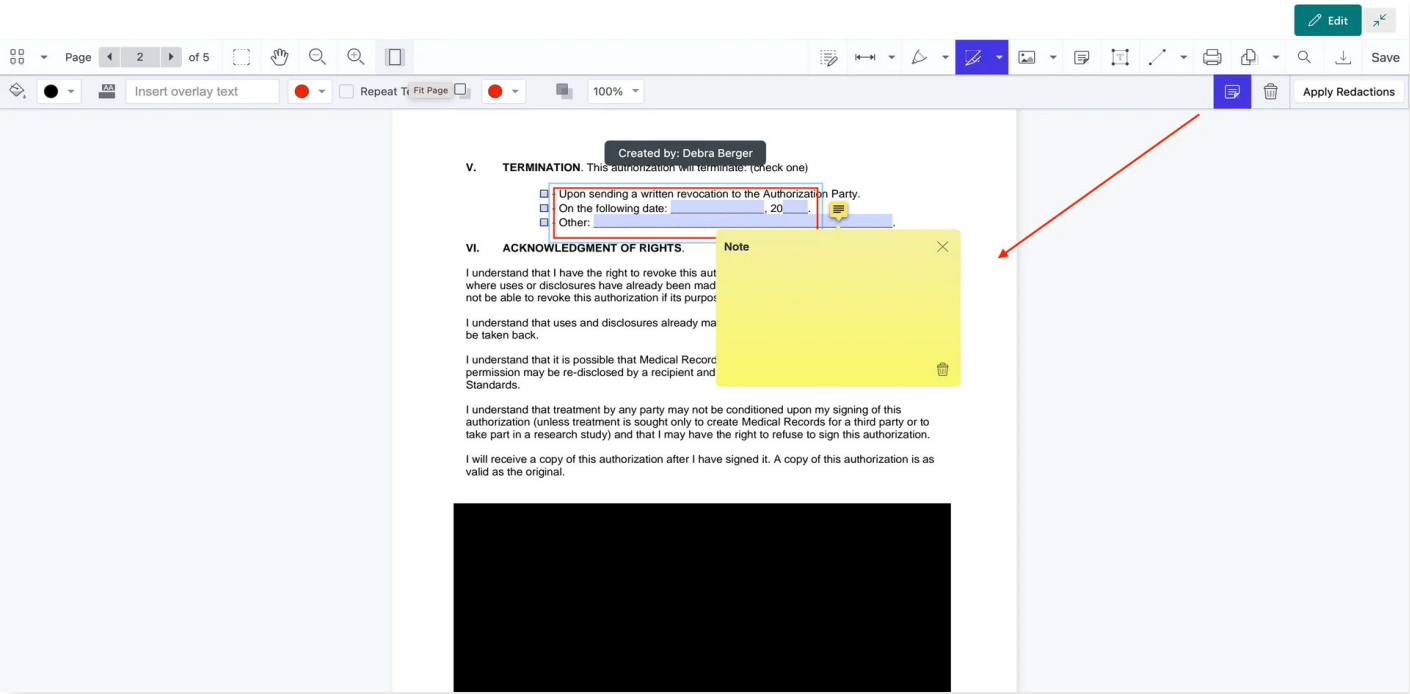 Edit
Page 2 of 5
Save
Insert overlay text
Repeat Te
Fit Page
100%
Apply Redactions
Created by: Debra Berger
V. TERMINATION. This authorization will terminate: (check one)
- Upon sending a written revocation to the Authorization Party.
- On the following date: ________________, 20____.
- Other: ____________________________________________________.
VI. ACKNOWLEDGMENT OF RIGHTS.
Note
I understand that I have the right to revoke this aut
where uses or disclosures have already been mad
not be able to revoke this authorization if its purpos
I understand that uses and disclosures already ma
be taken back.
I understand that it is possible that Medical Record
permission may be re-disclosed by a recipient and
Standards.
I understand that treatment by any party may not be conditioned upon my signing of this
authorization (unless treatment is sought only to create Medical Records for a third party or to
take part in a research study) and that I may have the right to refuse to sign this authorization.
I will receive a copy of this authorization after I have signed it. A copy of this authorization is as
valid as the original.